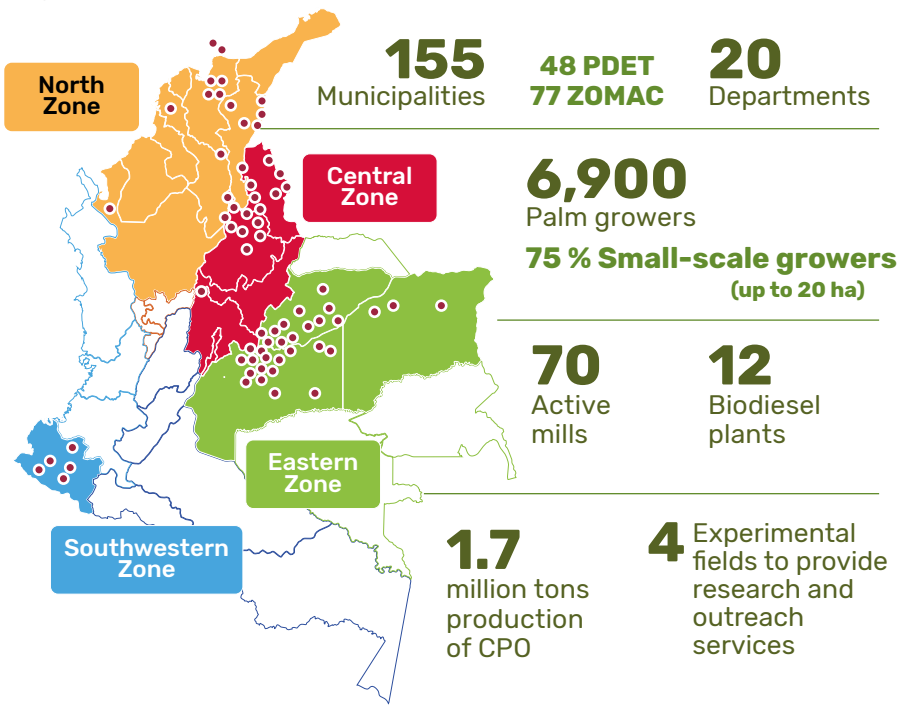 North
Zone
155
Municipalities
48 PDET
77 ZOMAC
20
Departments
Central
Zone
6,900
Palm growers
75 % Small-scale growers
(up to 20 ha)
70
Active
mills
12
Biodiesel
plants
Eastern
Zone
Southwestern
Zone
1.7
million tons
production
of CPO
4
Experimental
fields to provide
research and
outreach
services